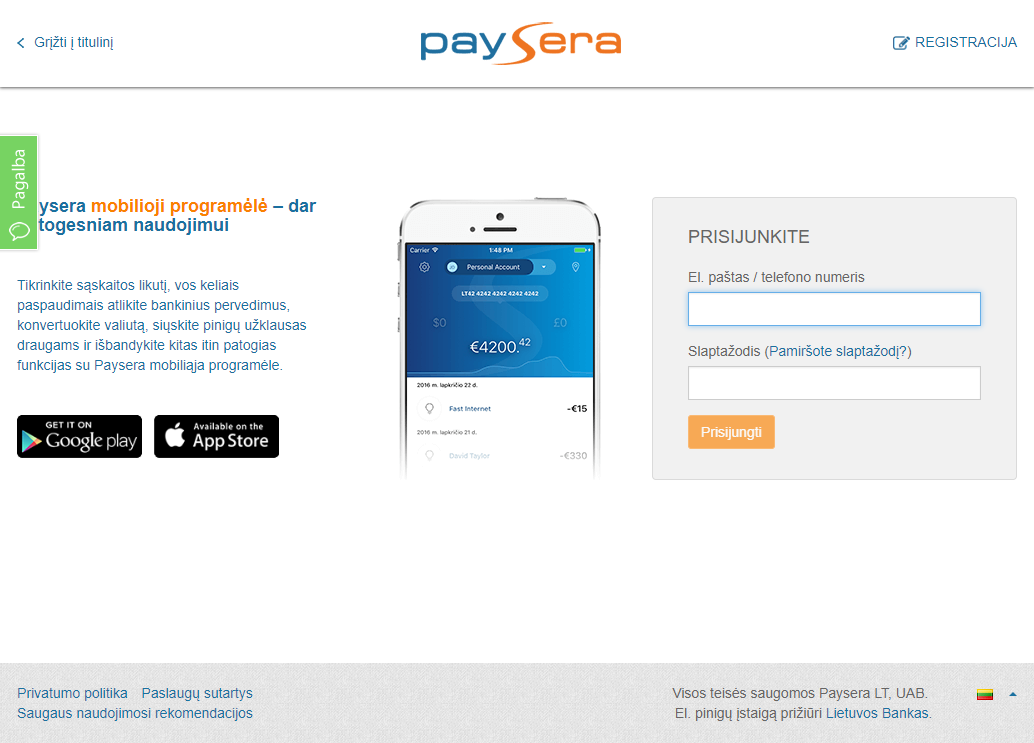 Grįžti į titulinį
paysera
REGISTRACIJA
Pagalba
ysera mobilioji programėlė – dar
togesniam naudojimui
Tikrinkite sąskaitos likutį, vos keliais
paspaudimais atlikite bankinius pervedimus,
konvertuokite valiutą, siųskite pinigų užklausas
draugams ir išbandykite kitas itin patogias
funkcijas su Paysera mobiliąja programėle.
GET IT ON
Google play
Available on the
App Store
Carrier 1:48 PM
Personal Account
LT42 4242 4242 4242 4242
$0 £0
€4200.42
2016 m. lapkričio 22 d.
Fast Internet -€15
2016 m. lapkričio 21 d.
David Taylor -€330
PRISIJUNKITE
El. paštas / telefono numeris
Slaptažodis (Pamiršote slaptažodį?)
Prisijungti
Privatumo politika Paslaugų sutartys
Saugaus naudojimosi rekomendacijos
Visos teisės saugomos Paysera LT, UAB.
El. pinigų įstaigą prižiūri Lietuvos Bankas.